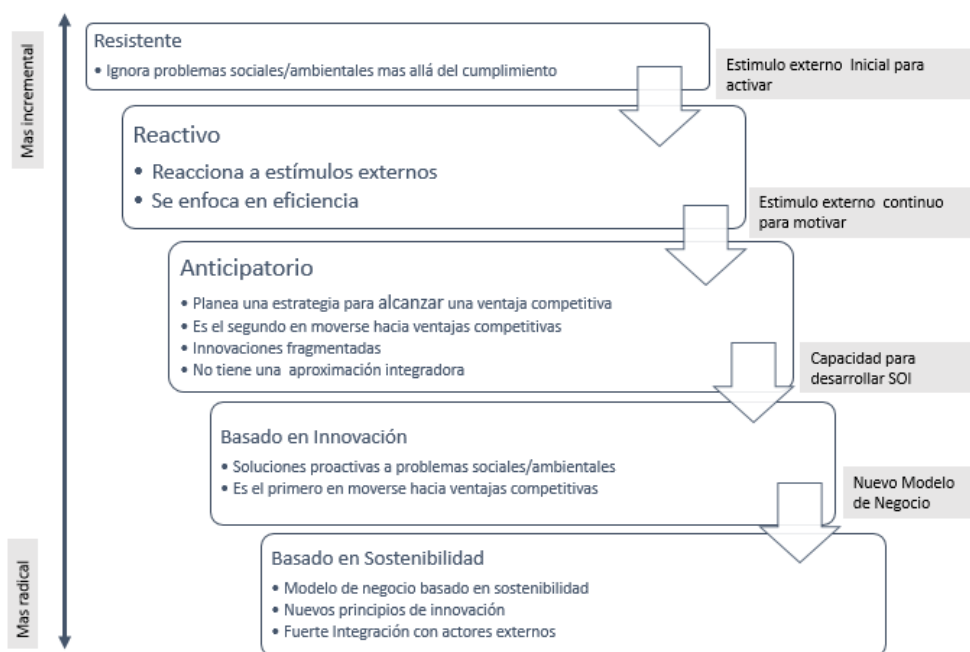 Mas incremental
Resistente
• Ignora problemas sociales/ambientales mas allá del cumplimiento
Estimulo externo Inicial para
activar
Reactivo
• Reacciona a estímulos externos
• Se enfoca en eficiencia
Estimulo externo continuo
para motivar
Anticipatorio
• Planea una estrategia para alcanzar una ventaja competitiva
• Es el segundo en moverse hacia ventajas competitivas
• Innovaciones fragmentadas
• No tiene una aproximación integradora
Capacidad para
desarrollar SOI
Basado en Innovación
• Soluciones proactivas a problemas sociales/ambientales
• Es el primero en moverse hacia ventajas competitivas
Nuevo Modelo
de Negocio
Mas radical
Basado en Sostenibilidad
• Modelo de negocio basado en sostenibilidad
• Nuevos principios de innovación
• Fuerte Integración con actores externos